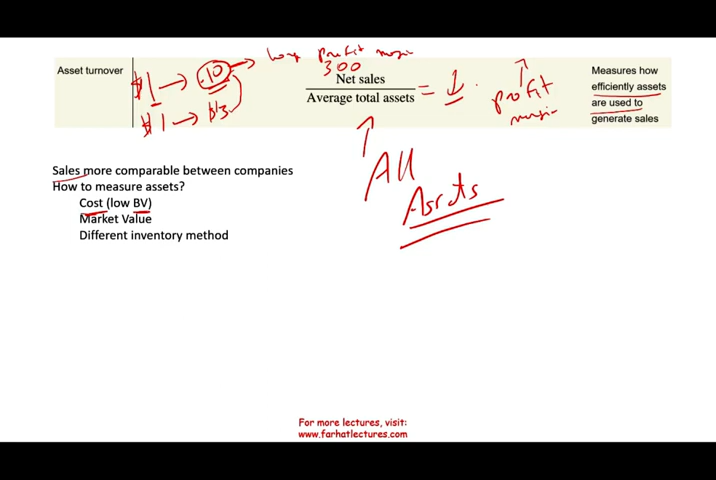 Asset turnover
$1 → .10 → low profit margin
300
$1 → $3
Net sales
Average total assets
= 1
↑
profit
margin
Measures how
efficiently assets
are used to
generate sales
↑
All
Assets
Sales more comparable between companies
How to measure assets?
Cost (low BV)
Market Value
Different inventory method
For more lectures, visit:
www.farhatlectures.com